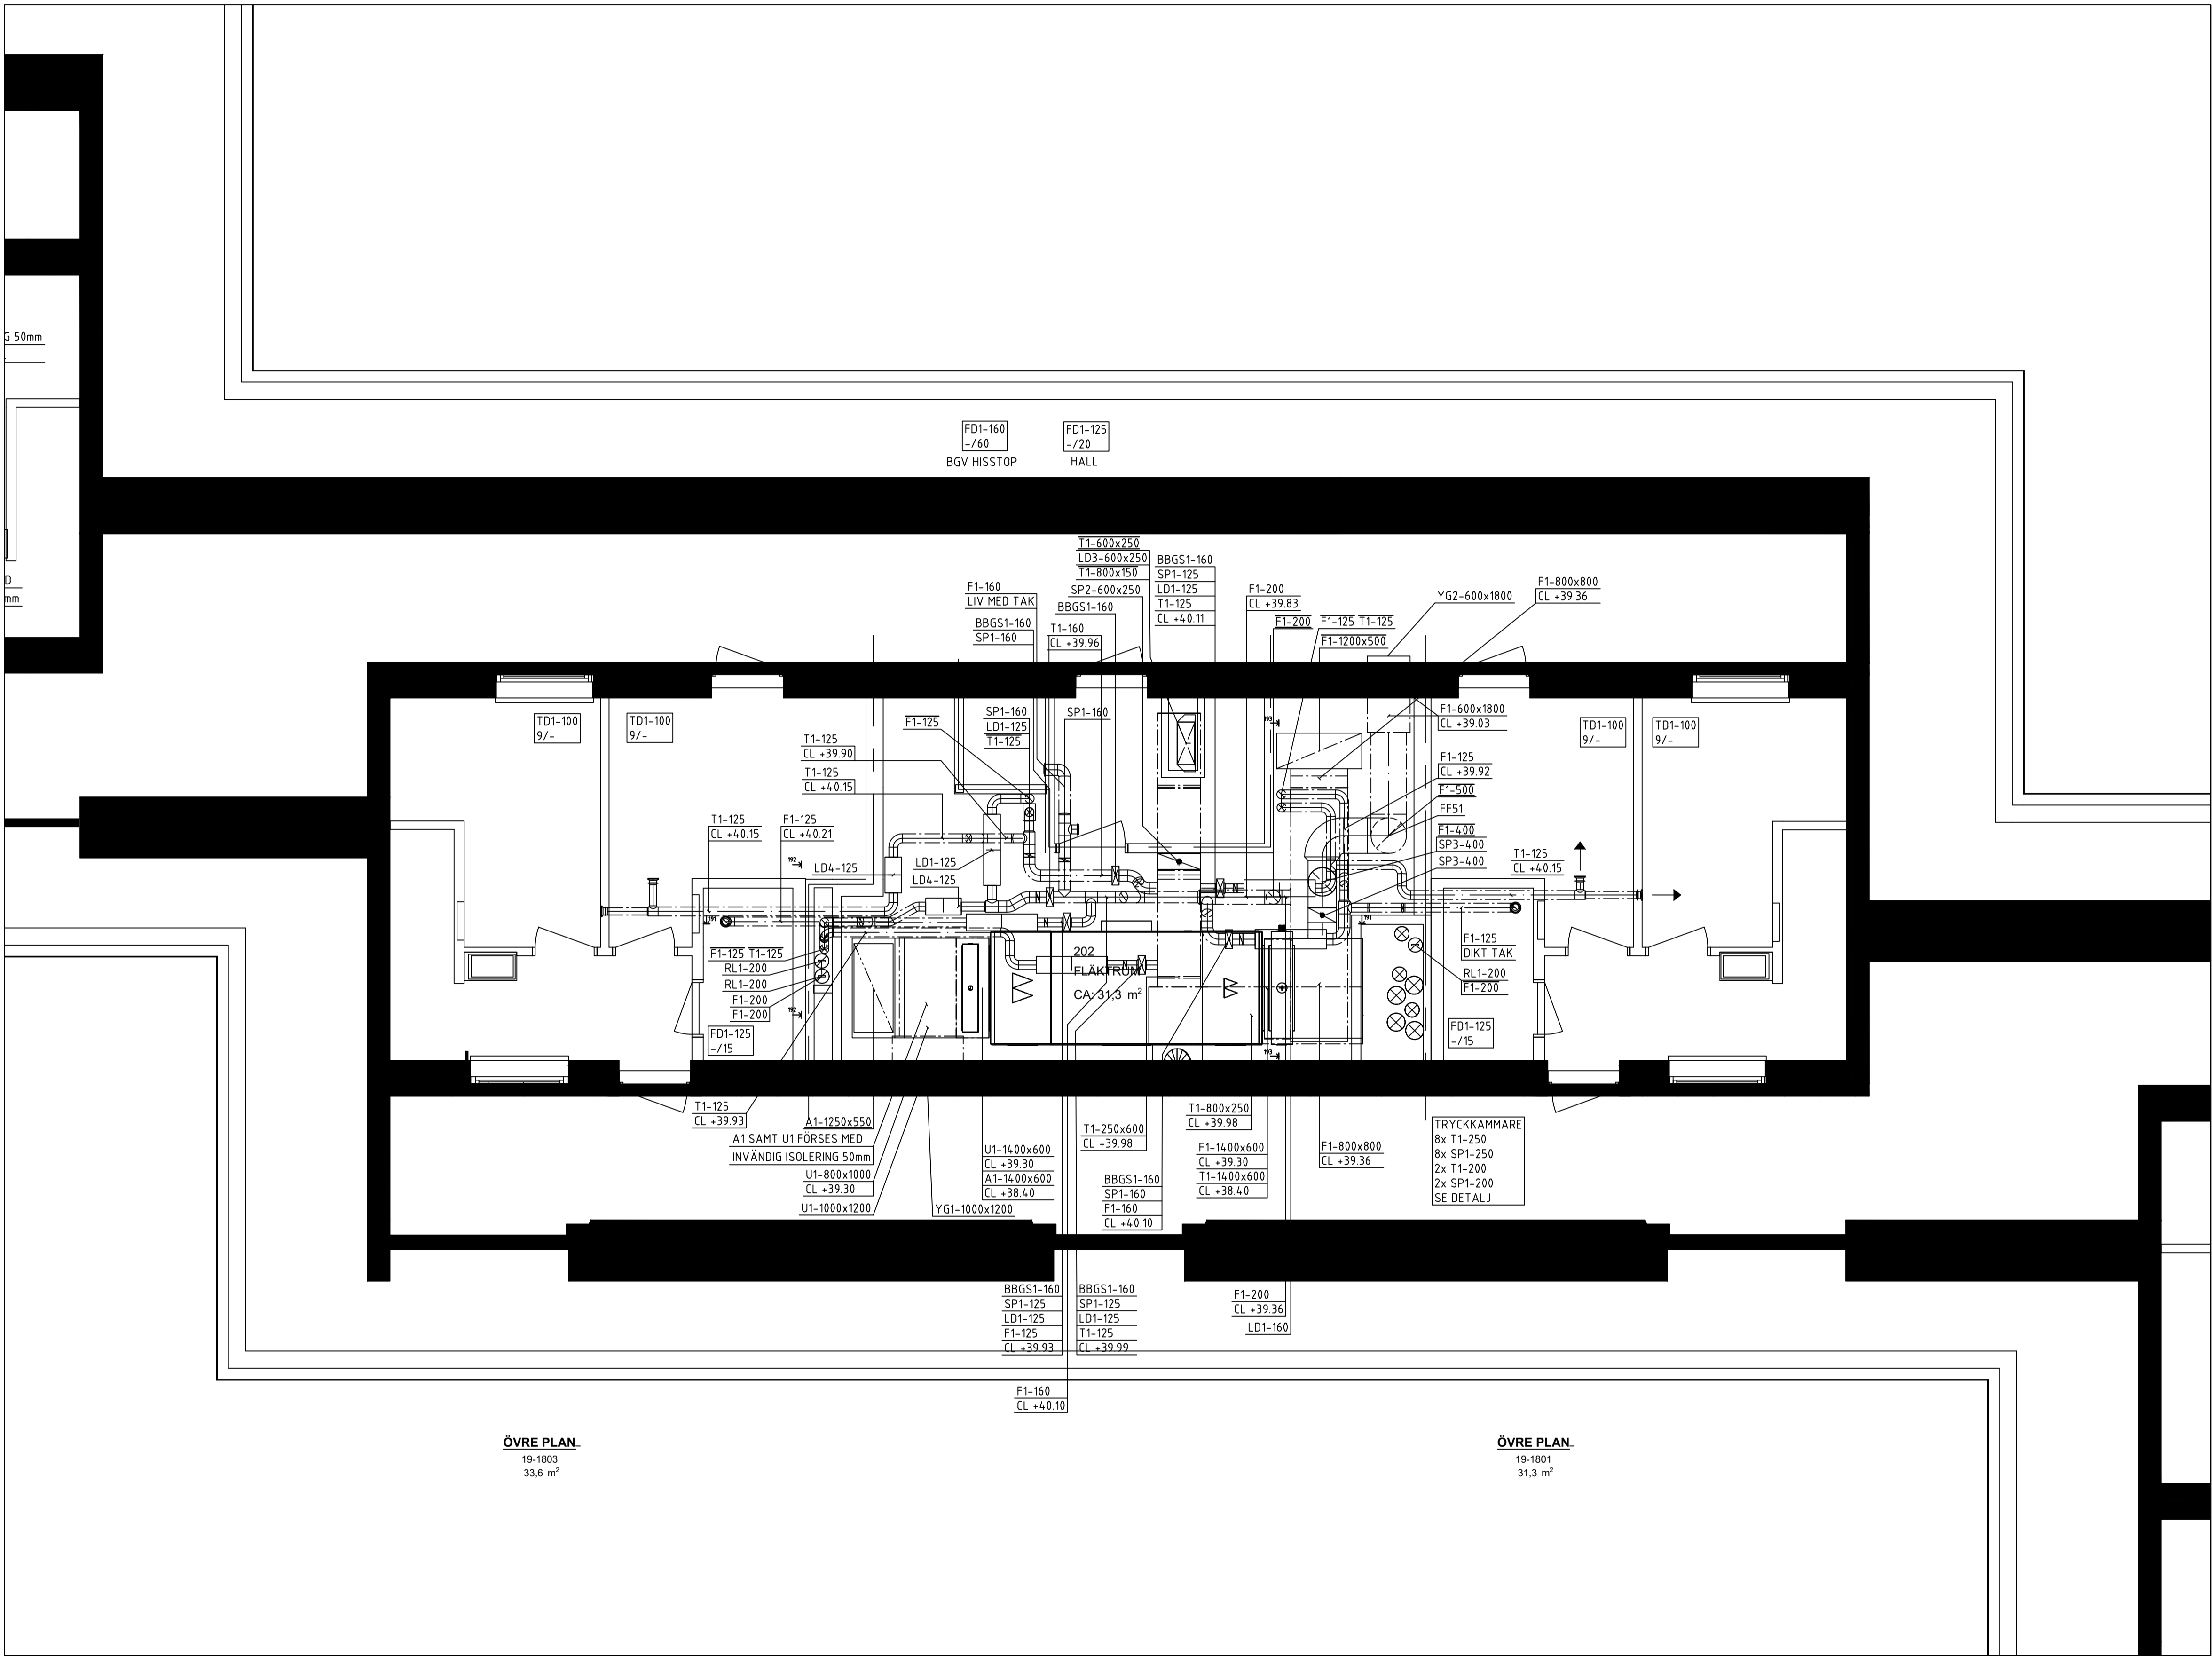 G 50mm
D
mm
FD1-160
-/60
BGV HISSTOP
FD1-125
-/20
HALL
T1-600x250
LD3-600x250
T1-800x150
SP2-600x250
BBGS1-160
F1-160
LIV MED TAK
BBGS1-160
SP1-160
T1-160
CL +39.96
BBGS1-160
SP1-125
LD1-125
T1-125
CL +40.11
F1-200
CL +39.83
F1-200
F1-125 T1-125
F1-1200x500
YG2-600x1800
F1-800x800
CL +39.36
TD1-100
9/-
TD1-100
9/-
F1-125
SP1-160
LD1-125
T1-125
SP1-160
T1-125
CL +39.90
T1-125
CL +40.15
T1-125
CL +40.15
F1-125
CL +40.21
192
LD4-125
LD1-125
LD4-125
191
193
F1-600x1800
CL +39.03
F1-125
CL +39.92
F1-500
FF51
F1-400
SP3-400
SP3-400
T1-125
CL +40.15
TD1-100
9/-
TD1-100
9/-
191
F1-125
DIKT TAK
RL1-200
F1-200
FD1-125
-/15
F1-125 T1-125
RL1-200
RL1-200
F1-200
F1-200
FD1-125
-/15
192
202
FLÄKTRUM
CA: 31,3 m²
193
T1-125
CL +39.93
A1-1250x550
A1 SAMT U1 FÖRSES MED
INVÄNDIG ISOLERING 50mm
U1-800x1000
CL +39.30
U1-1000x1200
YG1-1000x1200
U1-1400x600
CL +39.30
A1-1400x600
CL +38.40
T1-250x600
CL +39.98
BBGS1-160
SP1-160
F1-160
CL +40.10
T1-800x250
CL +39.98
F1-1400x600
CL +39.30
T1-1400x600
CL +38.40
F1-800x800
CL +39.36
TRYCKKAMMARE
8x T1-250
8x SP1-250
2x T1-200
2x SP1-200
SE DETALJ
BBGS1-160
SP1-125
LD1-125
F1-125
CL +39.93
BBGS1-160
SP1-125
LD1-125
T1-125
CL +39.99
F1-200
CL +39.36
LD1-160
F1-160
CL +40.10
ÖVRE PLAN
19-1803
33,6 m²
ÖVRE PLAN
19-1801
31,3 m²